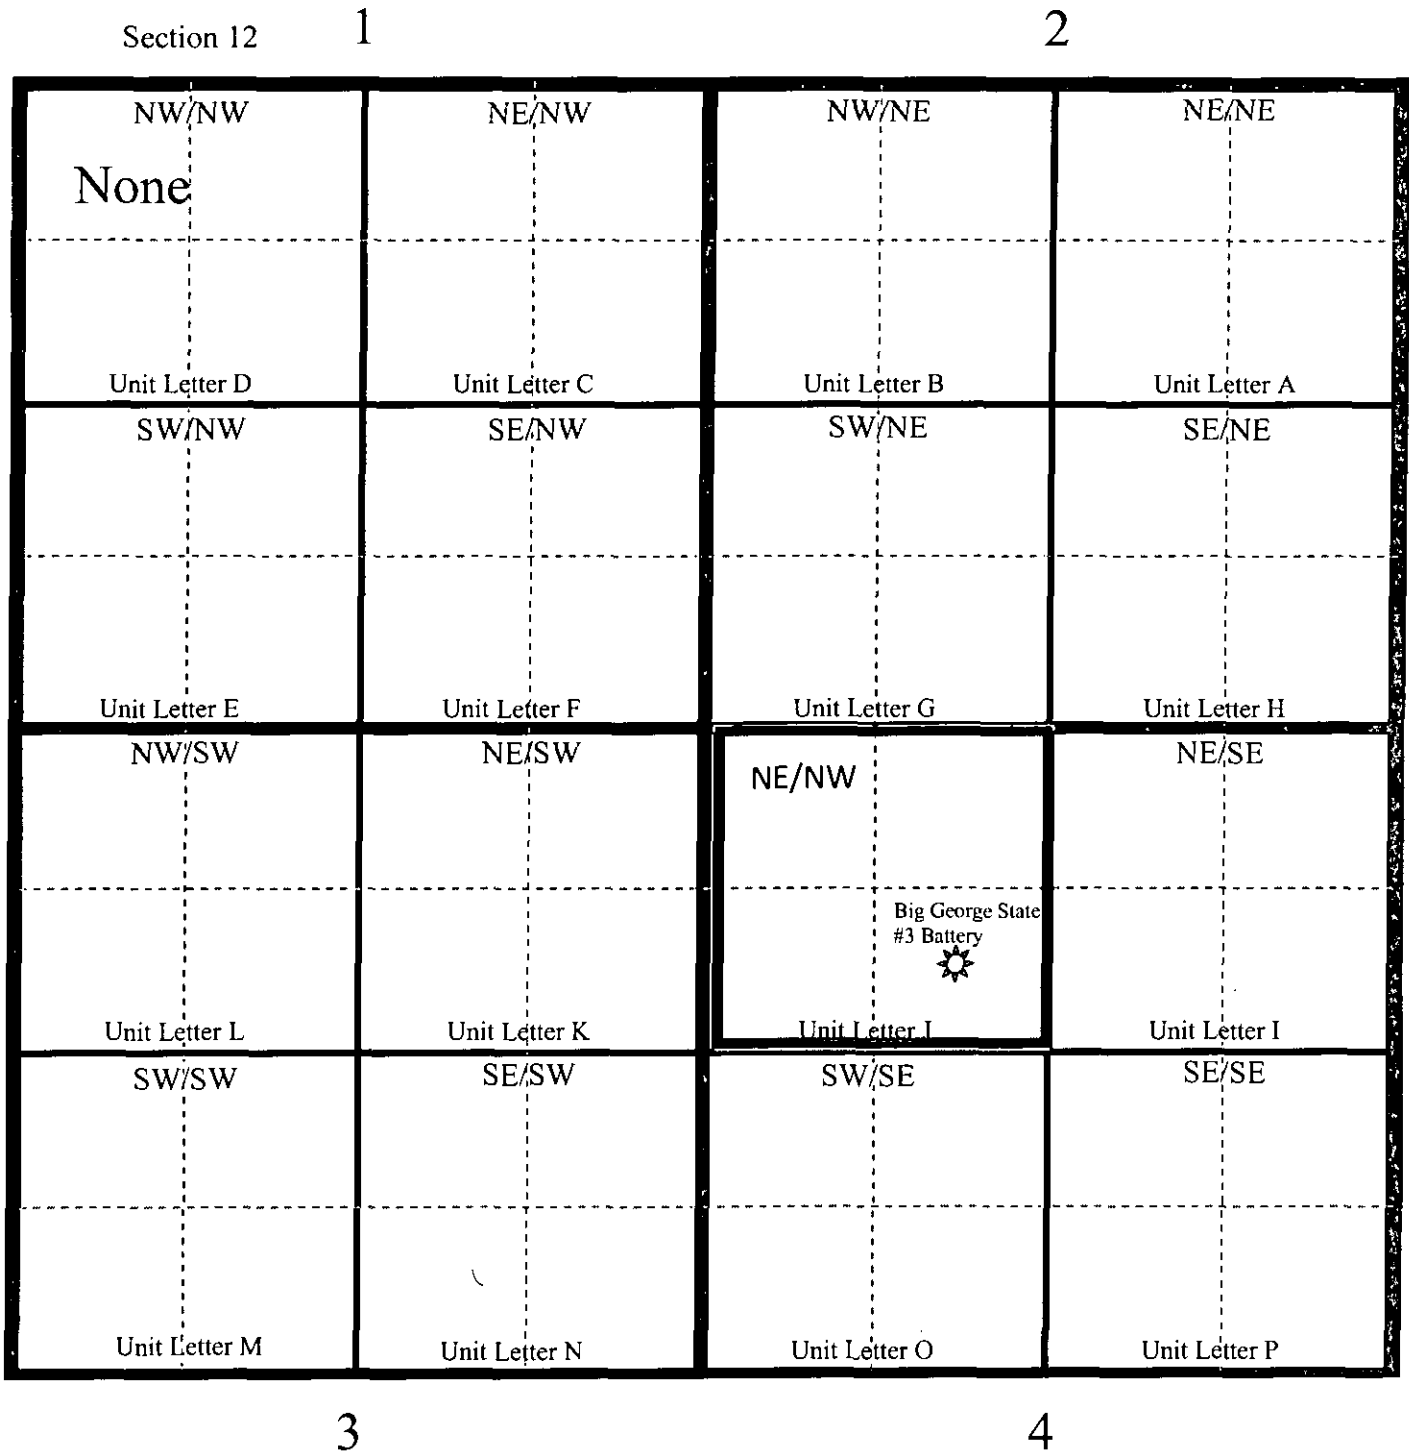 Section 12
1
2
NW/NW
NE/NW
NW/NE
NE/NE
None
Unit Letter D
Unit Letter C
Unit Letter B
Unit Letter A
SW/NW
SE/NW
SW/NE
SE/NE
Unit Letter E
Unit Letter F
Unit Letter G
Unit Letter H
NW/SW
NE/SW
NE/NW
NE/SE
Big George State
#3 Battery
Unit Letter L
Unit Letter K
Unit Letter J
Unit Letter I
SW/SW
SE/SW
SW/SE
SE/SE
Unit Letter M
Unit Letter N
Unit Letter O
Unit Letter P
3
4